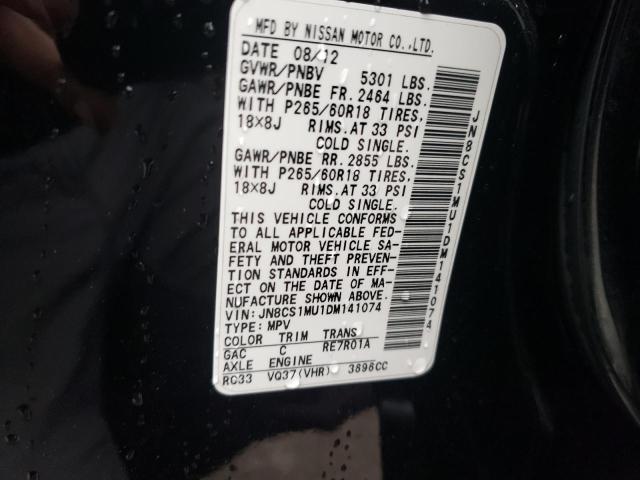 MFD BY NISSAN MOTOR CO.,LTD.
DATE 08/12
GVWR/PNBV 5301 LBS.
GAWR/PNBE FR. 2464 LBS.
WITH P265/60R18 TIRES,
18×8J RIMS.AT 33 PSI
COLD SINGLE.
GAWR/PNBE RR. 2855 LBS.
WITH P265/60R18 TIRES,
18×8J RIMS.AT 33 PSI
COLD SINGLE.
THIS VEHICLE CONFORMS
TO ALL APPLICABLE FED-
ERAL MOTOR VEHICLE SA-
FETY AND THEFT PREVEN-
TION STANDARDS IN EFF-
ECT ON THE DATE OF MA-
NUFACTURE SHOWN ABOVE.
VIN: JN8CS1MU1DM141074
TYPE: MPV
COLOR TRIM TRANS
GAC C RE7R01A
AXLE ENGINE
RC33 VQ37(VHR) 3696CC
JN8CS1MU1DM141074